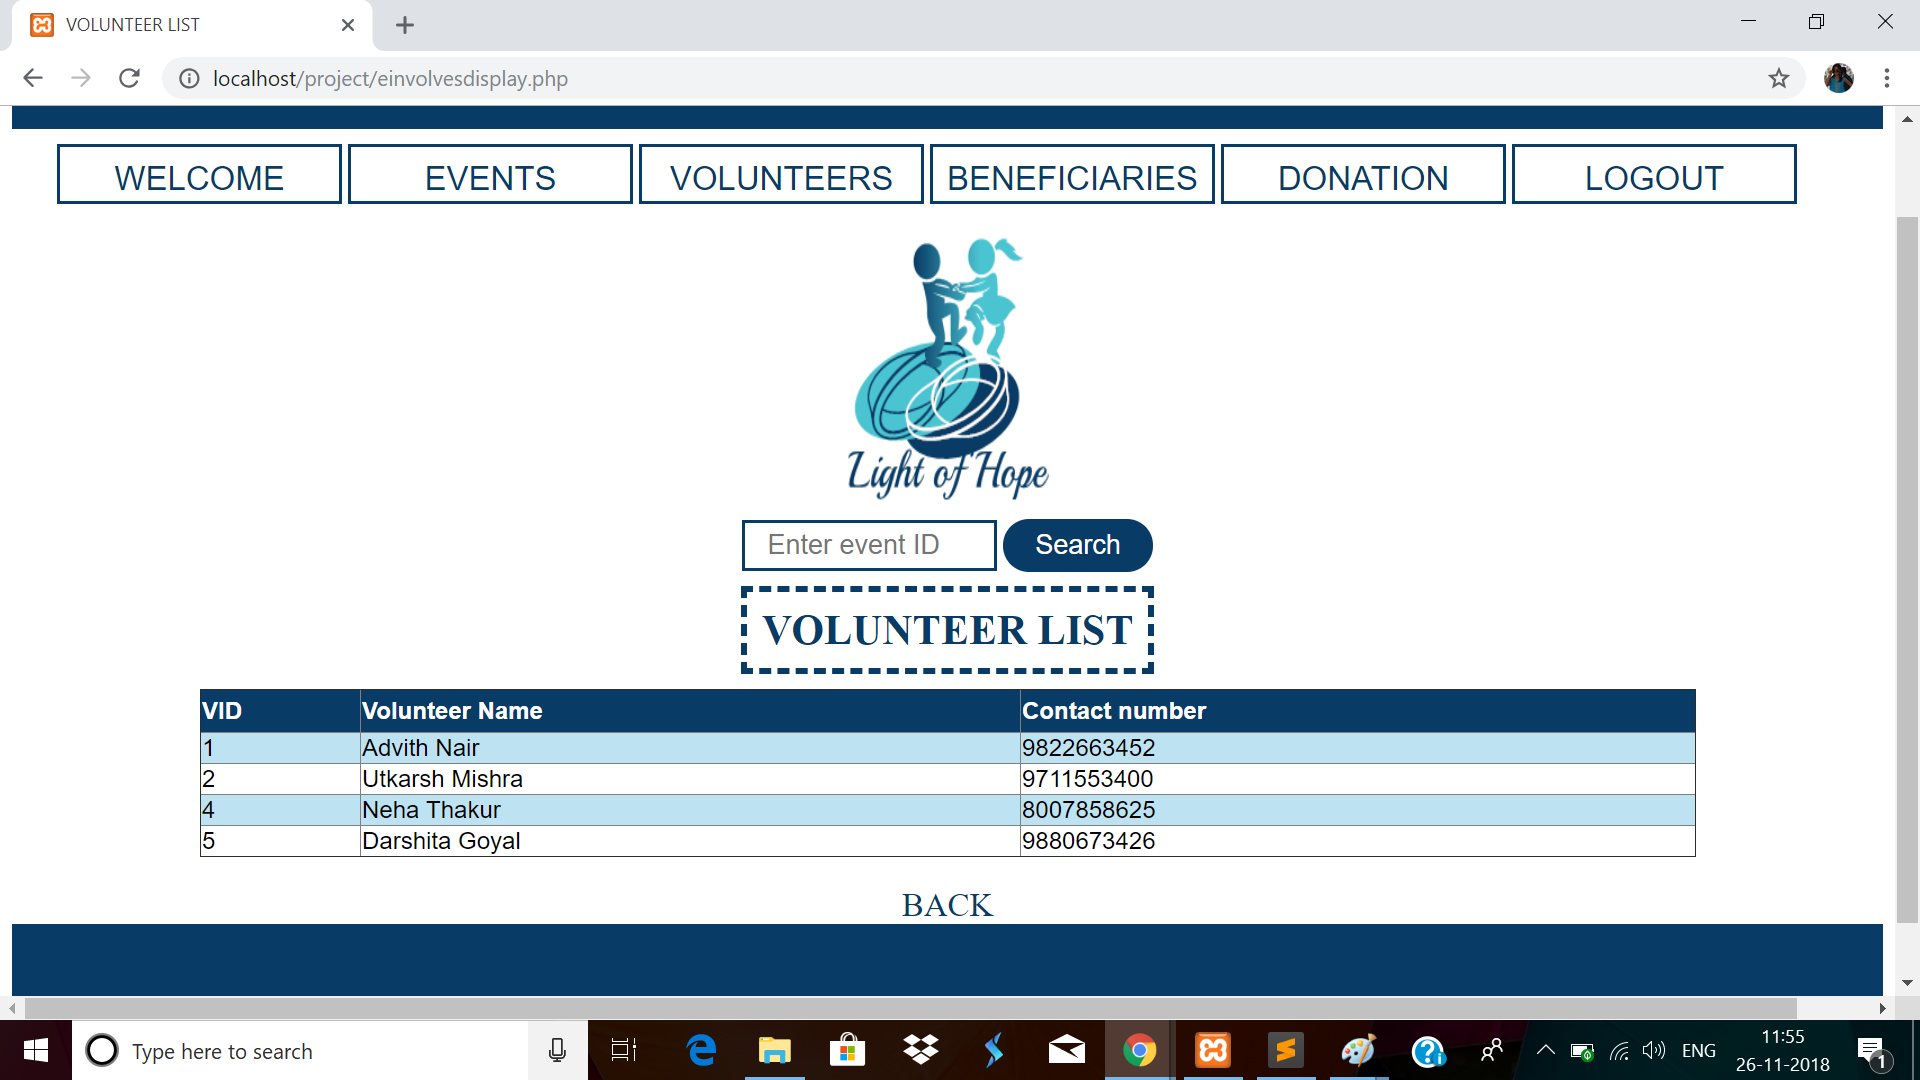 VOLUNTEER LIST
localhost/project/einvolvesdisplay.php
WELCOME EVENTS VOLUNTEERS BENEFICIARIES DONATION LOGOUT
Light of Hope
Enter event ID Search
VOLUNTEER LIST
VID Volunteer Name Contact number
1 Advith Nair 9822663452
2 Utkarsh Mishra 9711553400
4 Neha Thakur 8007858625
5 Darshita Goyal 9880673426
BACK
Type here to search
ENG
11:55
26-11-2018
1